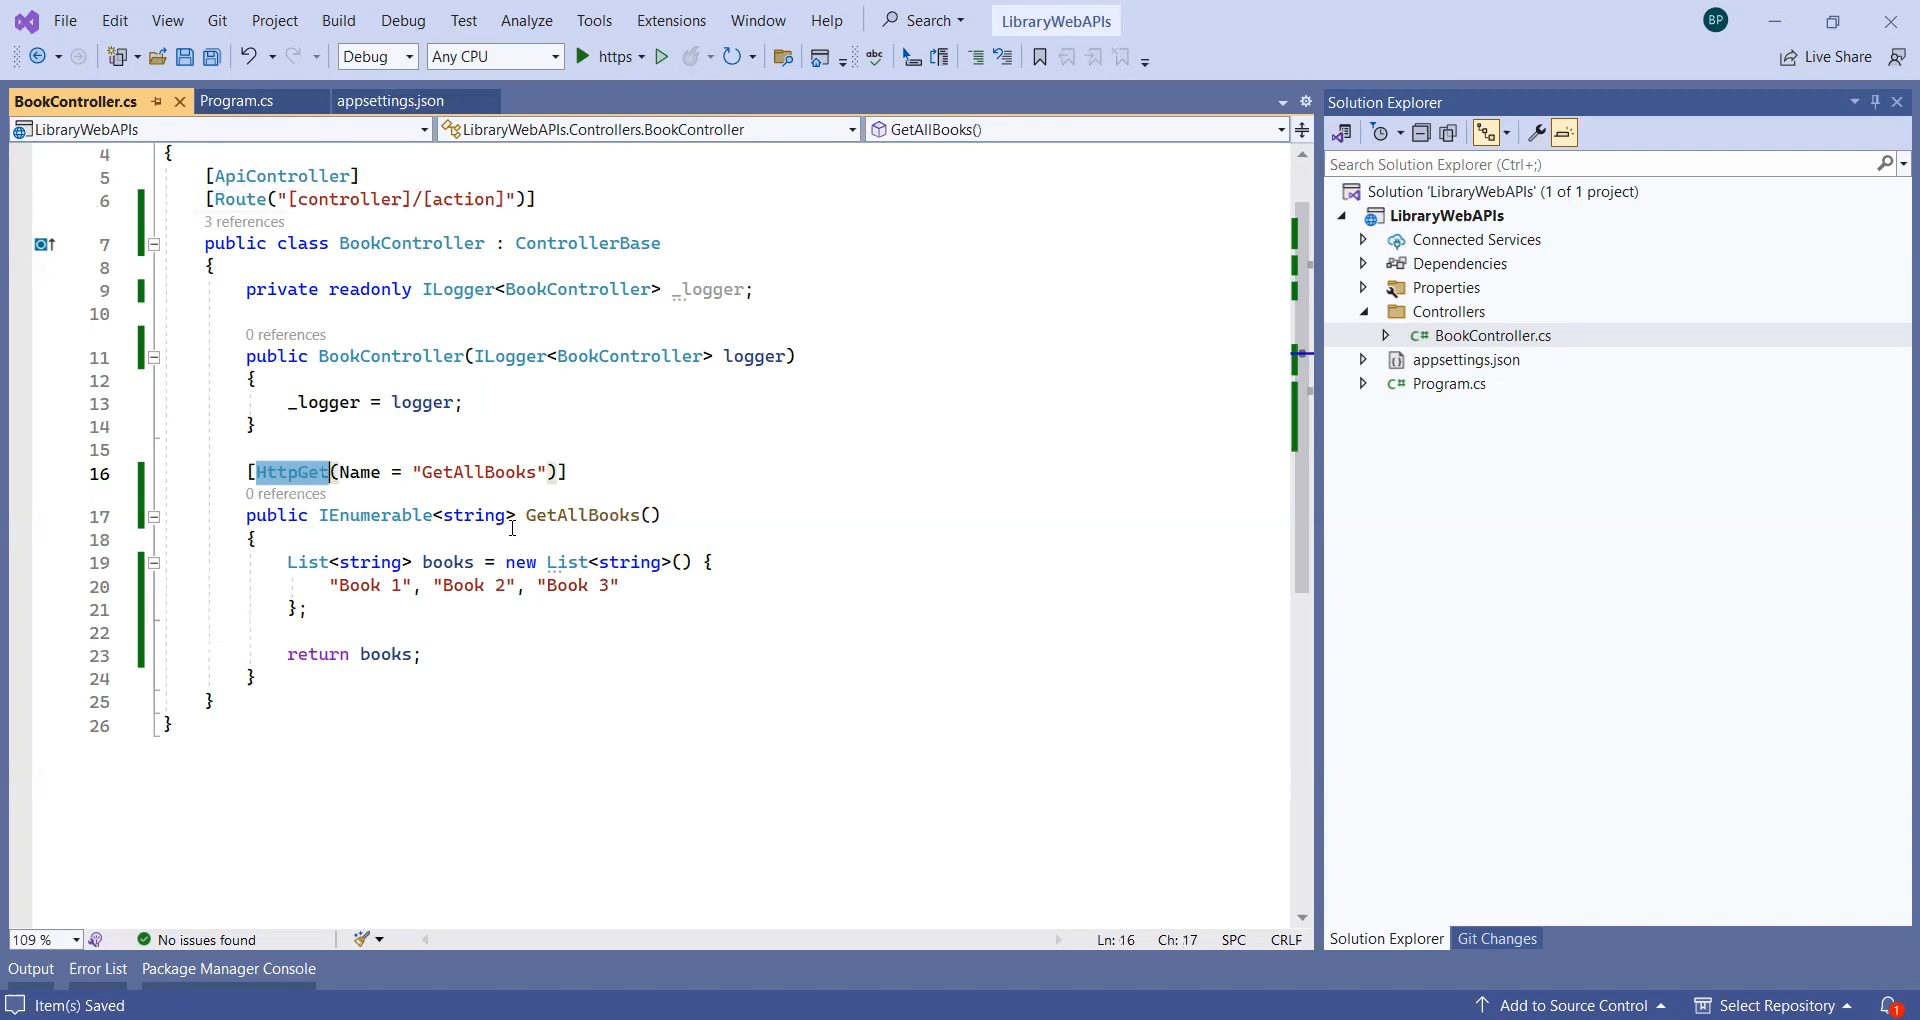 File Edit View Git Project Build Debug Test Analyze Tools Extensions Window Help Search LibraryWebAPIs BP
Debug Any CPU https abc Live Share
BookController.cs Program.cs appsettings.json
LibraryWebAPIs LibraryWebAPIs.Controllers.BookController GetAllBooks()
4 {
5 [ApiController]
6 [Route("[controller]/[action]")]
3 references
7 public class BookController : ControllerBase
8 {
9 private readonly ILogger<BookController> _logger;
10
0 references
11 public BookController(ILogger<BookController> logger)
12 {
13 _logger = logger;
14 }
15
16 [HttpGet(Name = "GetAllBooks")]
0 references
17 public IEnumerable<string> GetAllBooks()
18 {
19 List<string> books = new List<string>() {
20 "Book 1", "Book 2", "Book 3"
21 };
22
23 return books;
24 }
25 }
26 }
109 % No issues found Ln: 16 Ch: 17 SPC CRLF
Solution Explorer
Search Solution Explorer (Ctrl+;)
Solution 'LibraryWebAPIs' (1 of 1 project)
LibraryWebAPIs
Connected Services
Dependencies
Properties
Controllers
C# BookController.cs
appsettings.json
C# Program.cs
Solution Explorer Git Changes
Output Error List Package Manager Console
Item(s) Saved Add to Source Control Select Repository 1